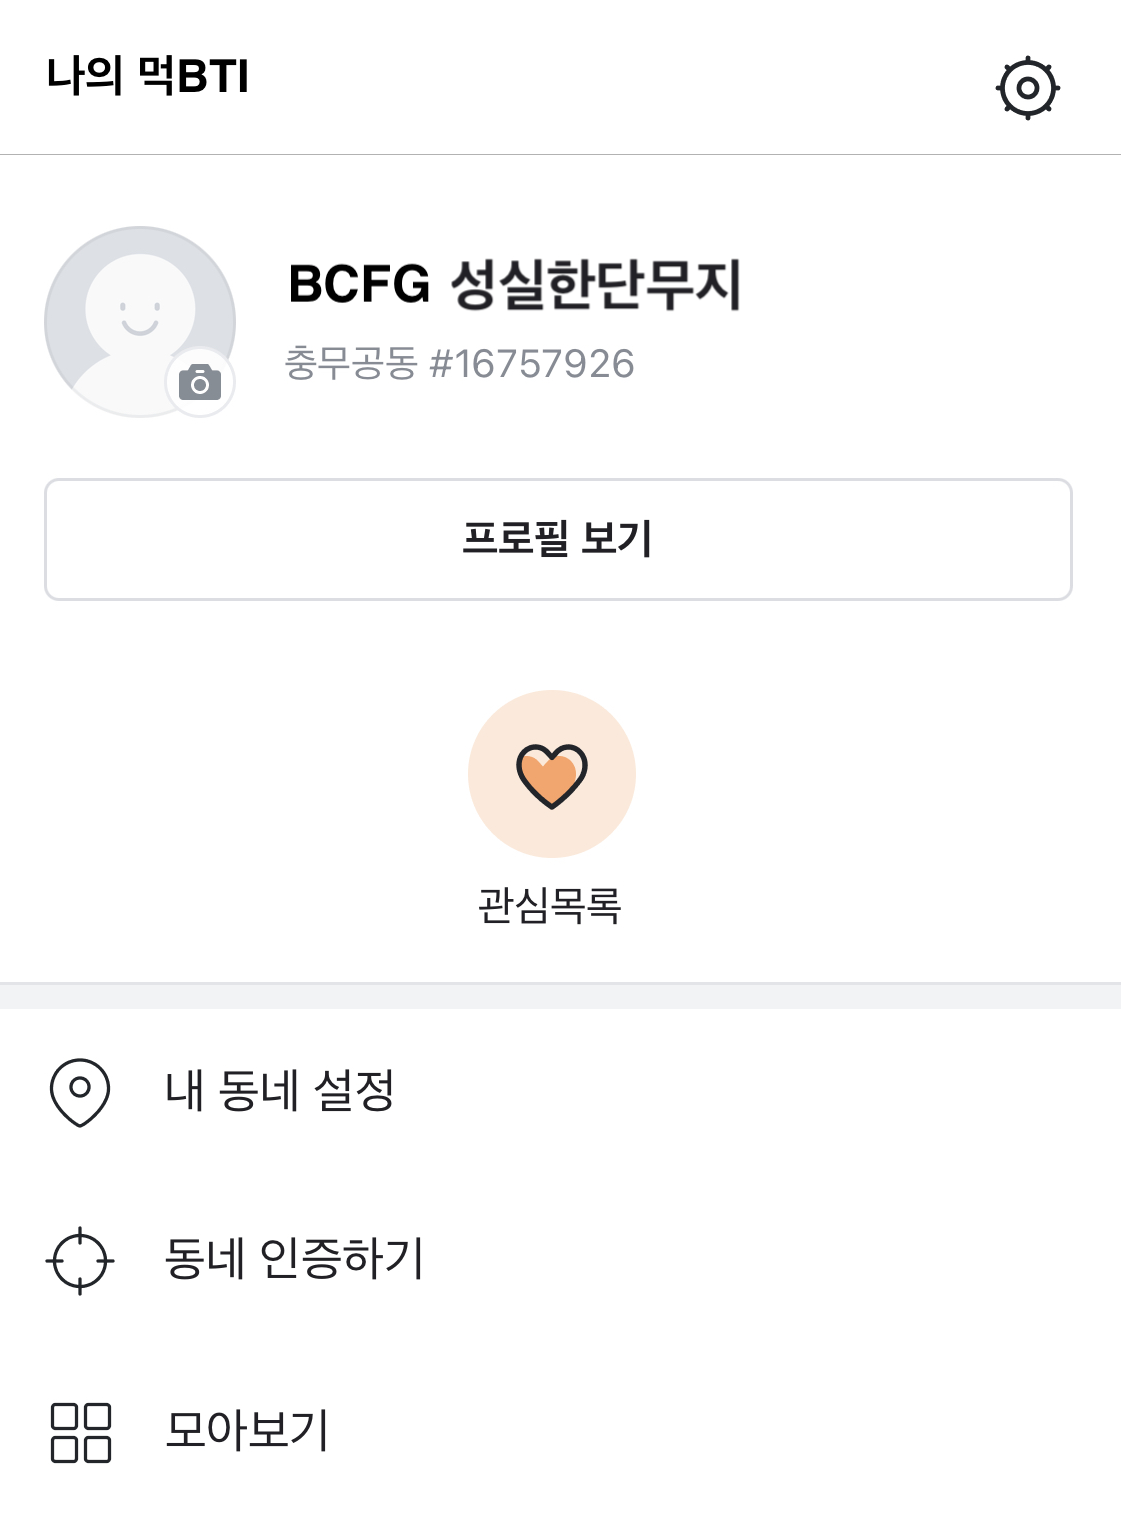 나의 먹BTI
BCFG 성실한단무지
충무공동 #16757926
프로필 보기
관심목록
내 동네 설정
동네 인증하기
모아보기